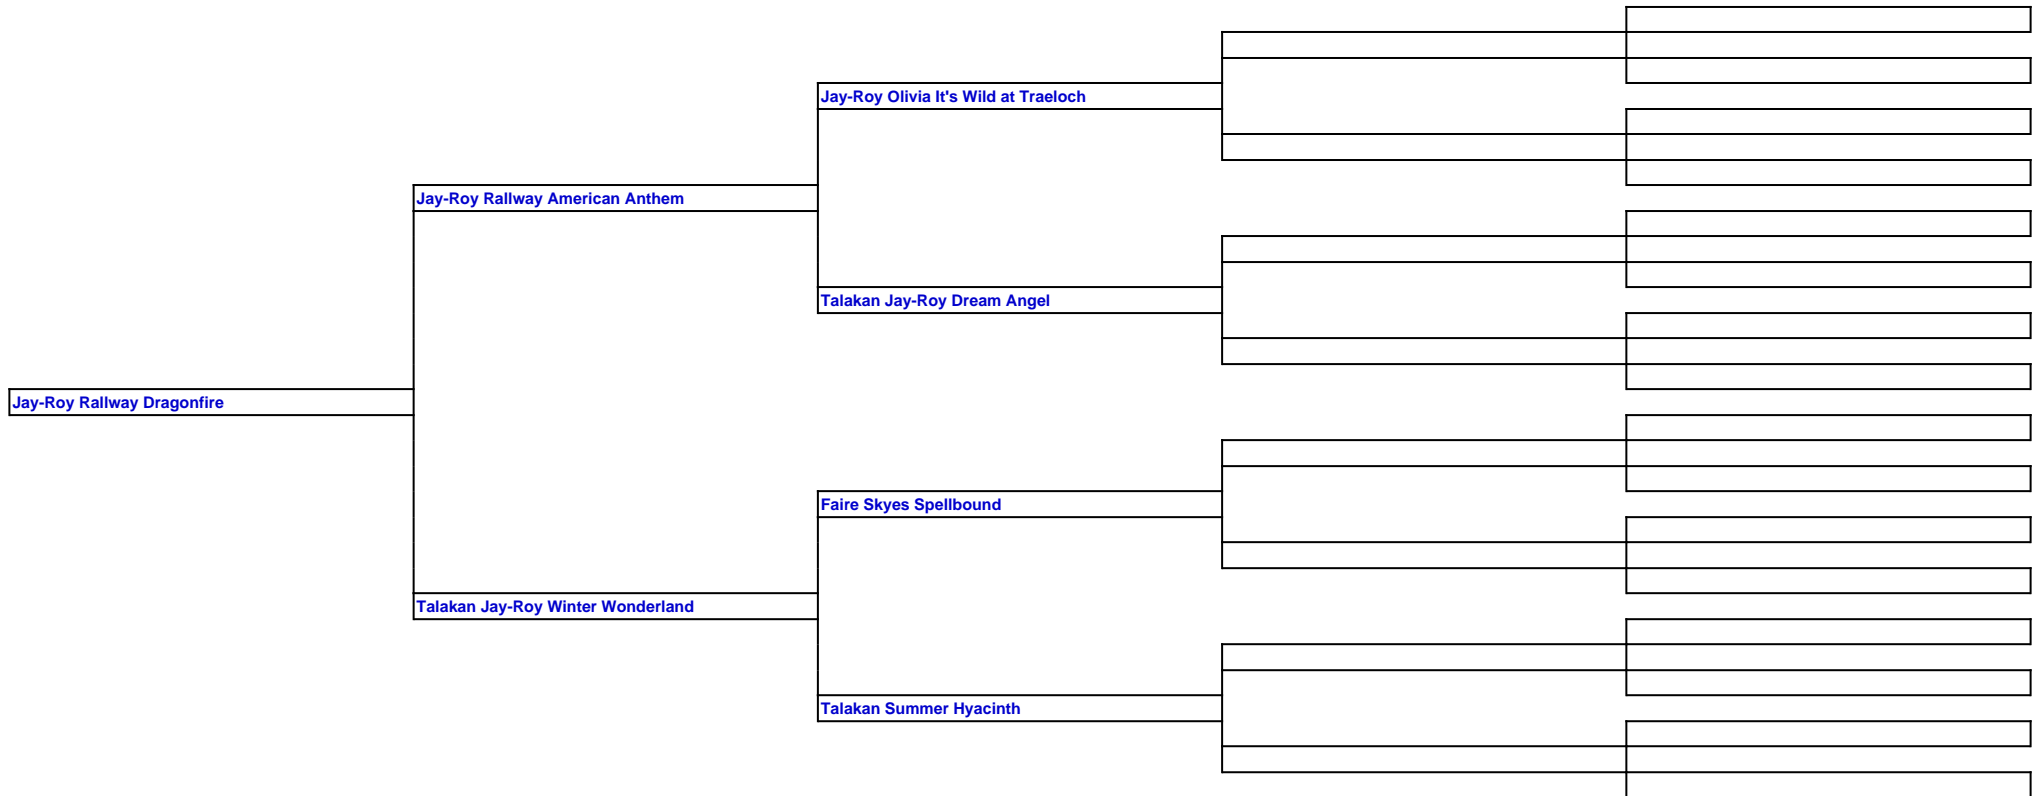 Jay-Roy Olivia It's Wild at Traeloch
Jay-Roy Rallway American Anthem
Talakan Jay-Roy Dream Angel
Jay-Roy Rallway Dragonfire
Faire Skyes Spellbound
Talakan Jay-Roy Winter Wonderland
Talakan Summer Hyacinth